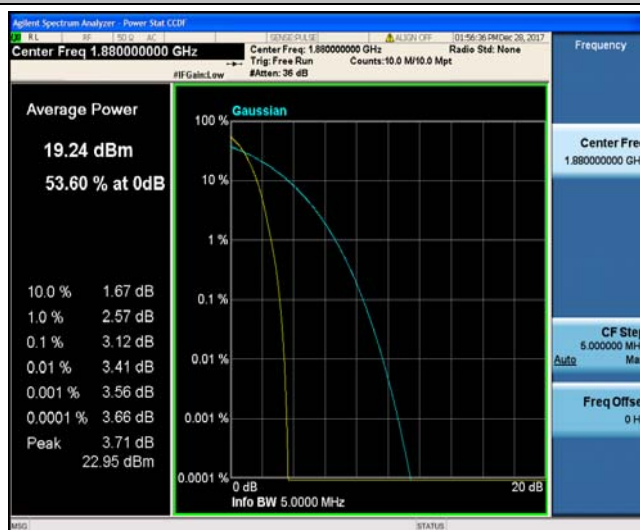 Agilent Spectrum Analyzer - Power Stat CCDF
RL RF 50 Ω AC SENSE:PULSE ALIGN OFF 01:56:36 PM Dec 28, 2017
Center Freq 1.880000000 GHz
Center Freq: 1.880000000 GHz Radio Std: None
Trig: Free Run Counts:10.0 M/10.0 Mpt
#IFGain:Low #Atten: 36 dB
Frequency
Average Power
19.24 dBm
53.60 % at 0dB
10.0 % 1.67 dB
1.0 % 2.57 dB
0.1 % 3.12 dB
0.01 % 3.41 dB
0.001 % 3.56 dB
0.0001 % 3.66 dB
Peak 3.71 dB
22.95 dBm
Gaussian
100 %
10 %
1 %
0.1 %
0.01 %
0.001 %
0.0001 %
0 dB 20 dB
Info BW 5.0000 MHz
Center Fre
1.880000000 GH
CF Step
5.000000 MH
Auto Ma
Freq Offse
0 H
MSG STATUS